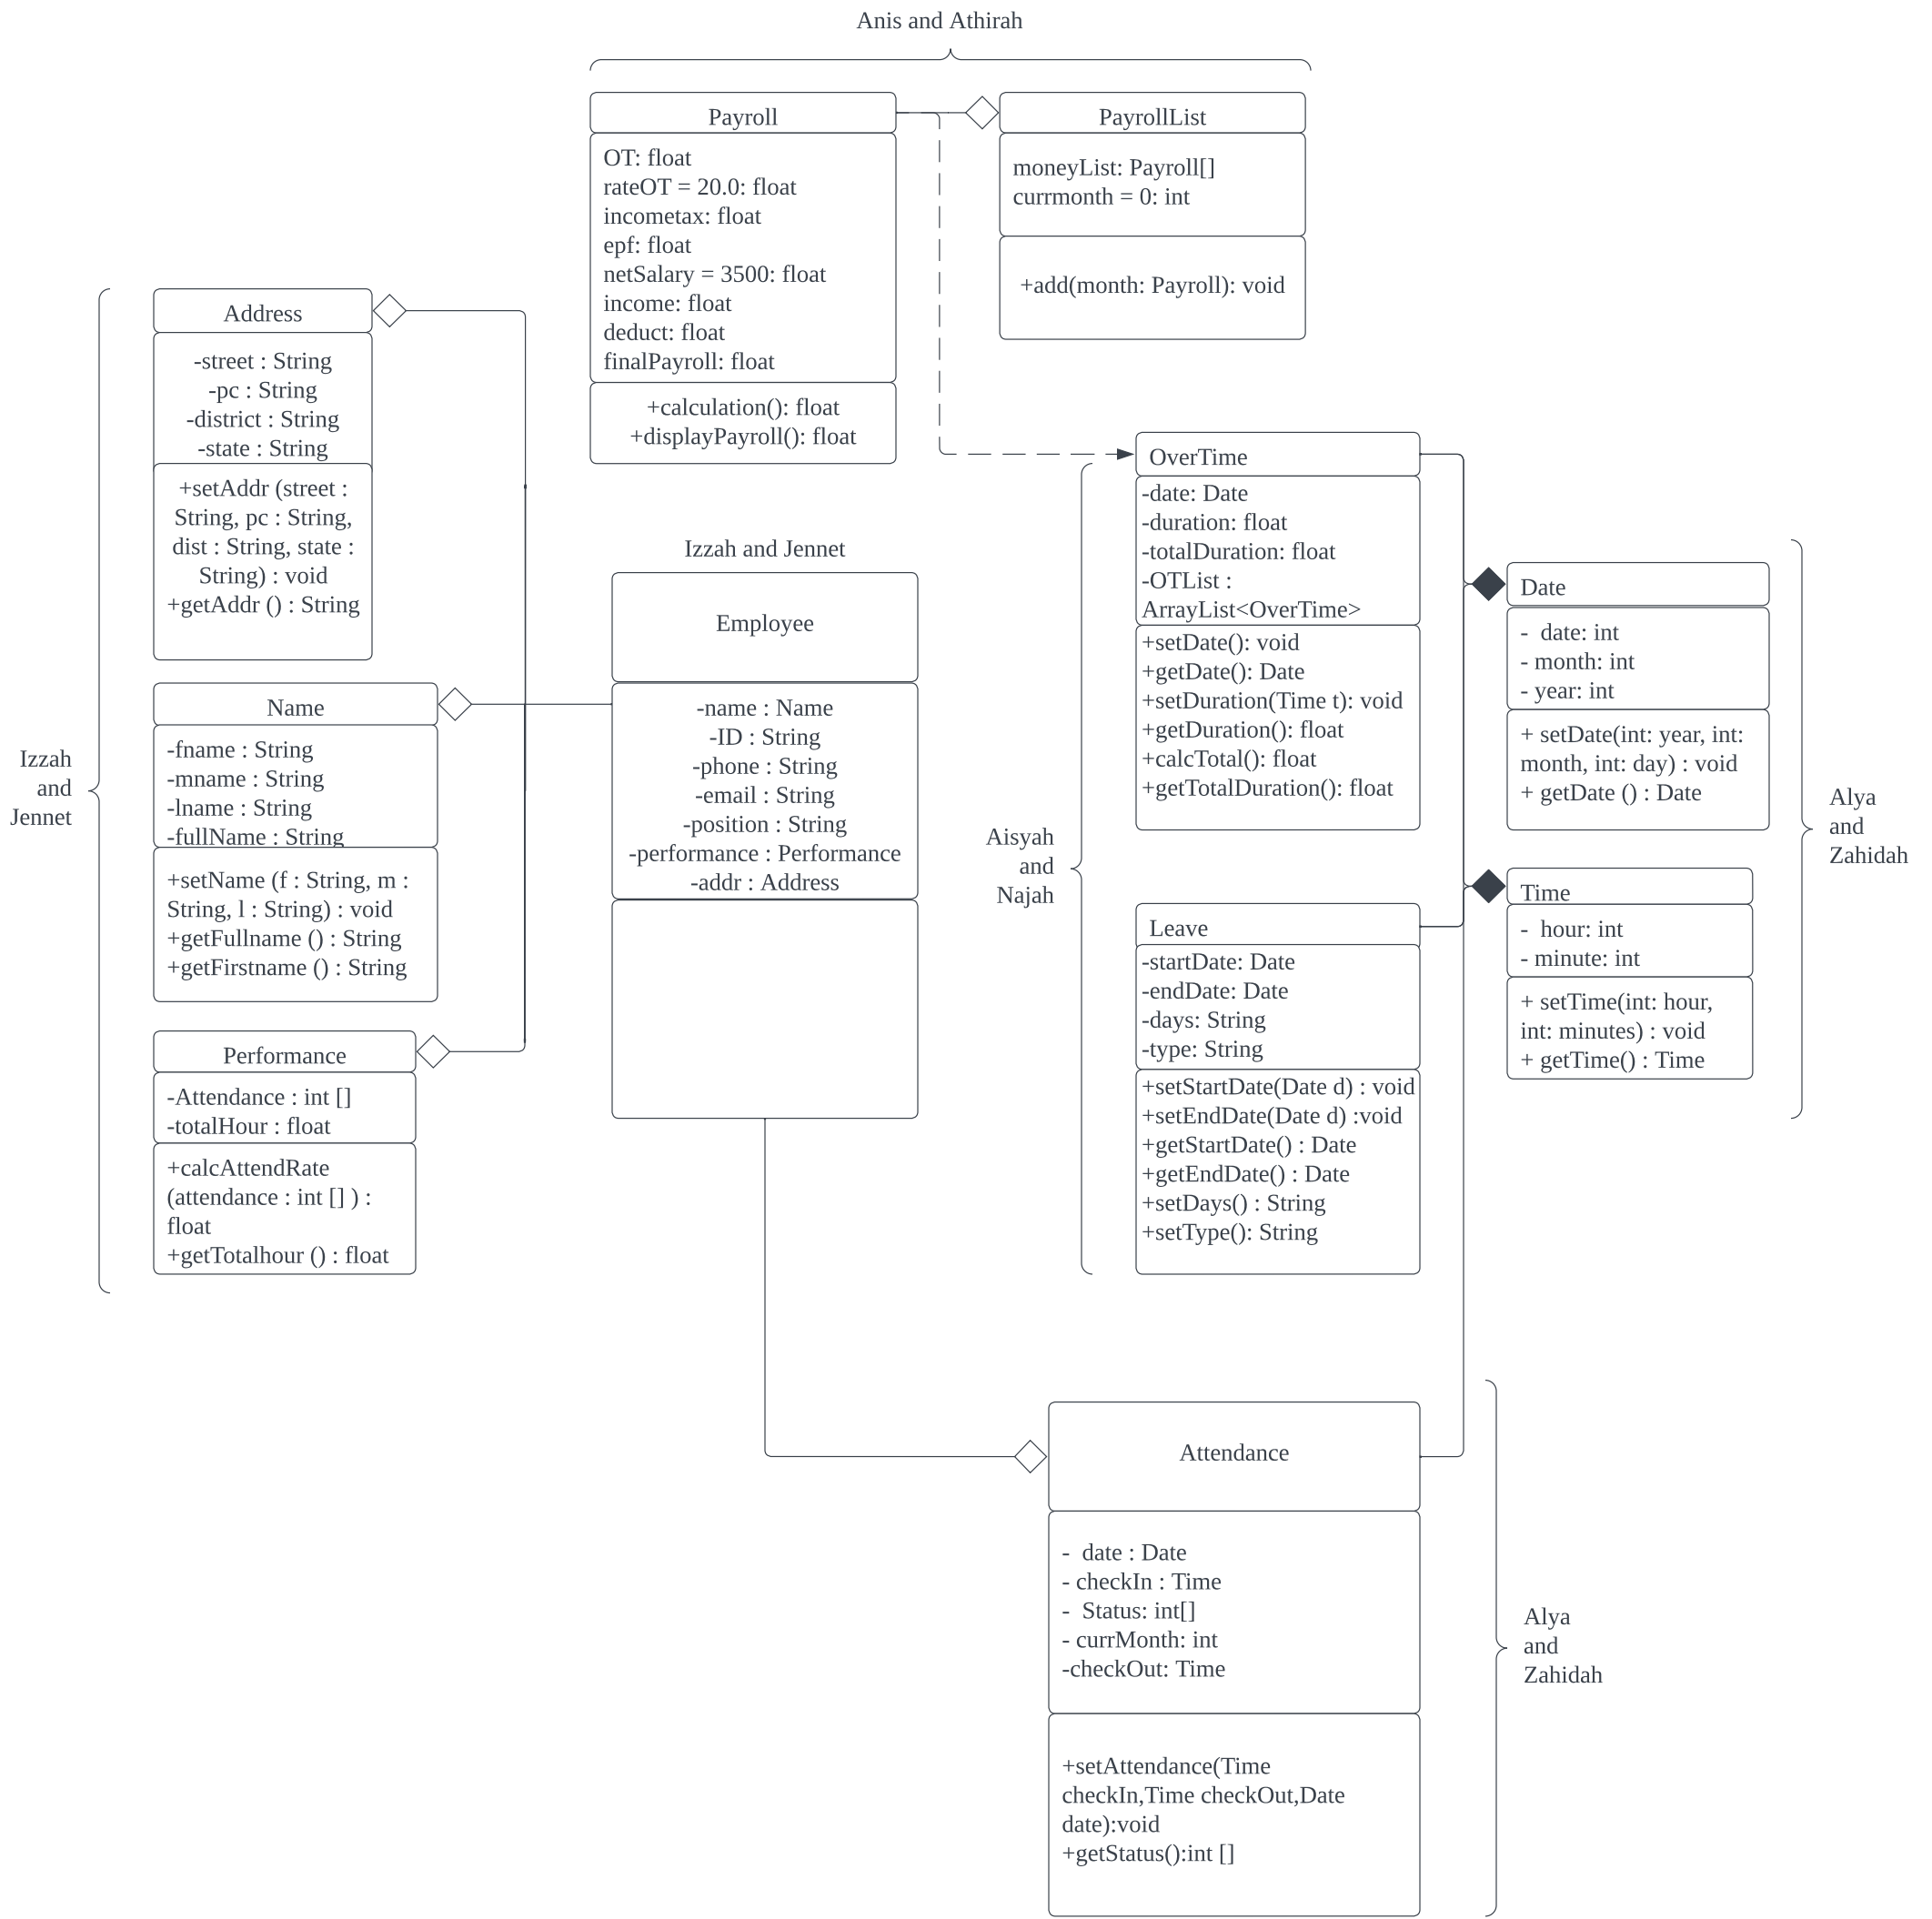 Anis and Athirah
Payroll
OT: float
rateOT = 20.0: float
incometax: float
epf: float
netSalary = 3500: float
income: float
deduct: float
finalPayroll: float
+calculation(): float
+displayPayroll(): float
PayrollList
moneyList: Payroll[]
currmonth = 0: int
+add(month: Payroll): void
Izzah
and
Jennet
Address
-street : String
-pc : String
-district : String
-state : String
+setAddr (street :
String, pc : String,
dist : String, state :
String) : void
+getAddr () : String
Name
-fname : String
-mname : String
-lname : String
-fullName : String
+setName (f : String, m :
String, l : String) : void
+getFullname () : String
+getFirstname () : String
Performance
-Attendance : int []
-totalHour : float
+calcAttendRate
(attendance : int [] ) :
float
+getTotalhour () : float
Izzah and Jennet
Employee
-name : Name
-ID : String
-phone : String
-email : String
-position : String
-performance : Performance
-addr : Address
Aisyah
and
Najah
OverTime
-date: Date
-duration: float
-totalDuration: float
-OTList :
ArrayList<OverTime>
+setDate(): void
+getDate(): Date
+setDuration(Time t): void
+getDuration(): float
+calcTotal(): float
+getTotalDuration(): float
Leave
-startDate: Date
-endDate: Date
-days: String
-type: String
+setStartDate(Date d) : void
+setEndDate(Date d) :void
+getStartDate() : Date
+getEndDate() : Date
+setDays() : String
+setType(): String
Date
-  date: int
- month: int
- year: int
+ setDate(int: year, int:
month, int: day) : void
+ getDate () : Date
Time
-  hour: int
- minute: int
+ setTime(int: hour,
int: minutes) : void
+ getTime() : Time
Alya
and
Zahidah
Attendance
-  date : Date
- checkIn : Time
-  Status: int[]
- currMonth: int
-checkOut: Time
+setAttendance(Time
checkIn,Time checkOut,Date
date):void
+getStatus():int []
Alya
and
Zahidah